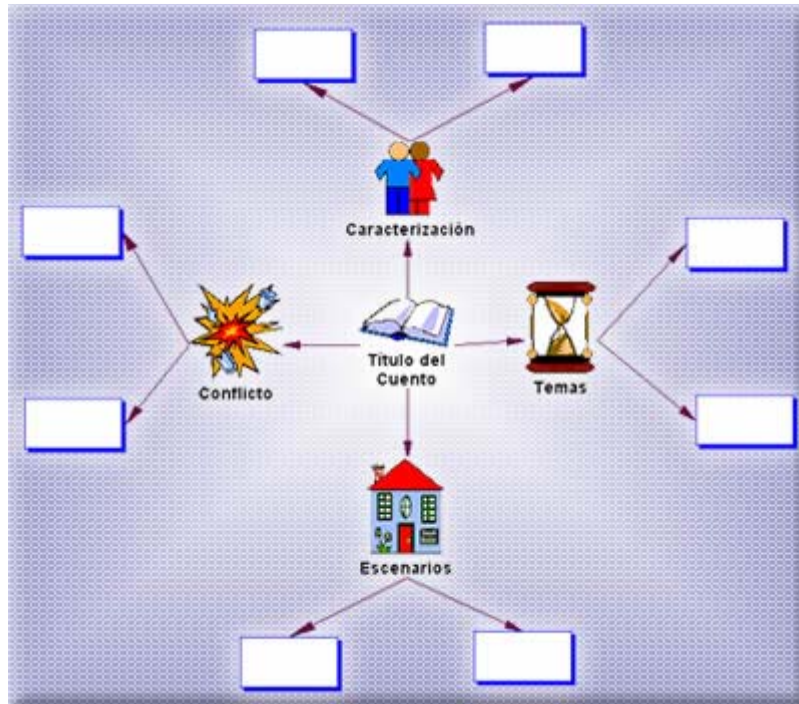 Caracterización
Título del
Cuento
Conflicto
Temas
Escenarios